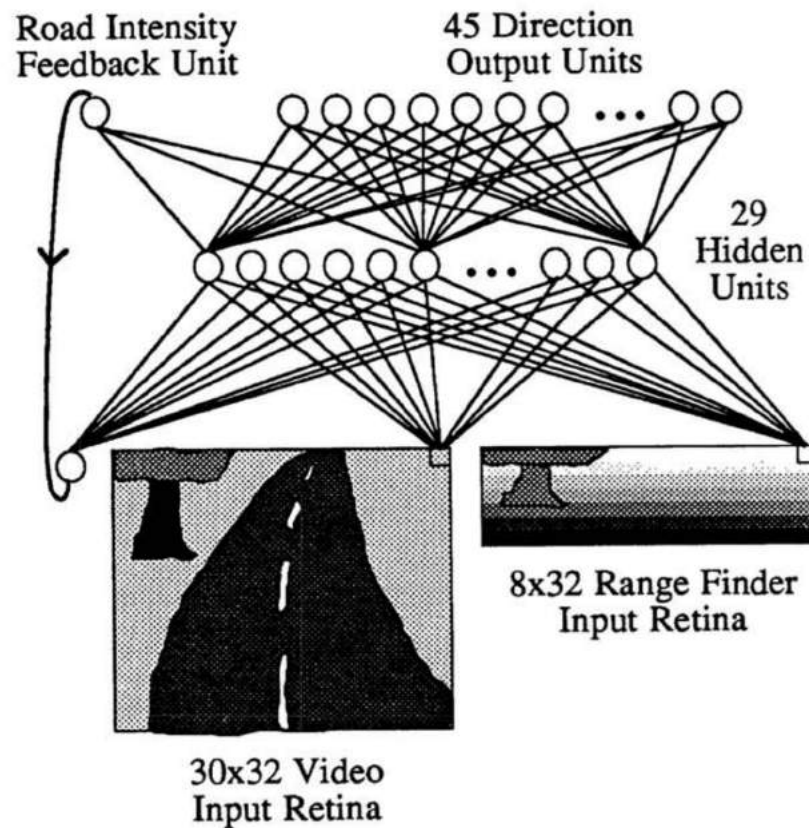 Road Intensity
Feedback Unit
45 Direction
Output Units
29
Hidden
Units
8x32 Range Finder
Input Retina
30x32 Video
Input Retina